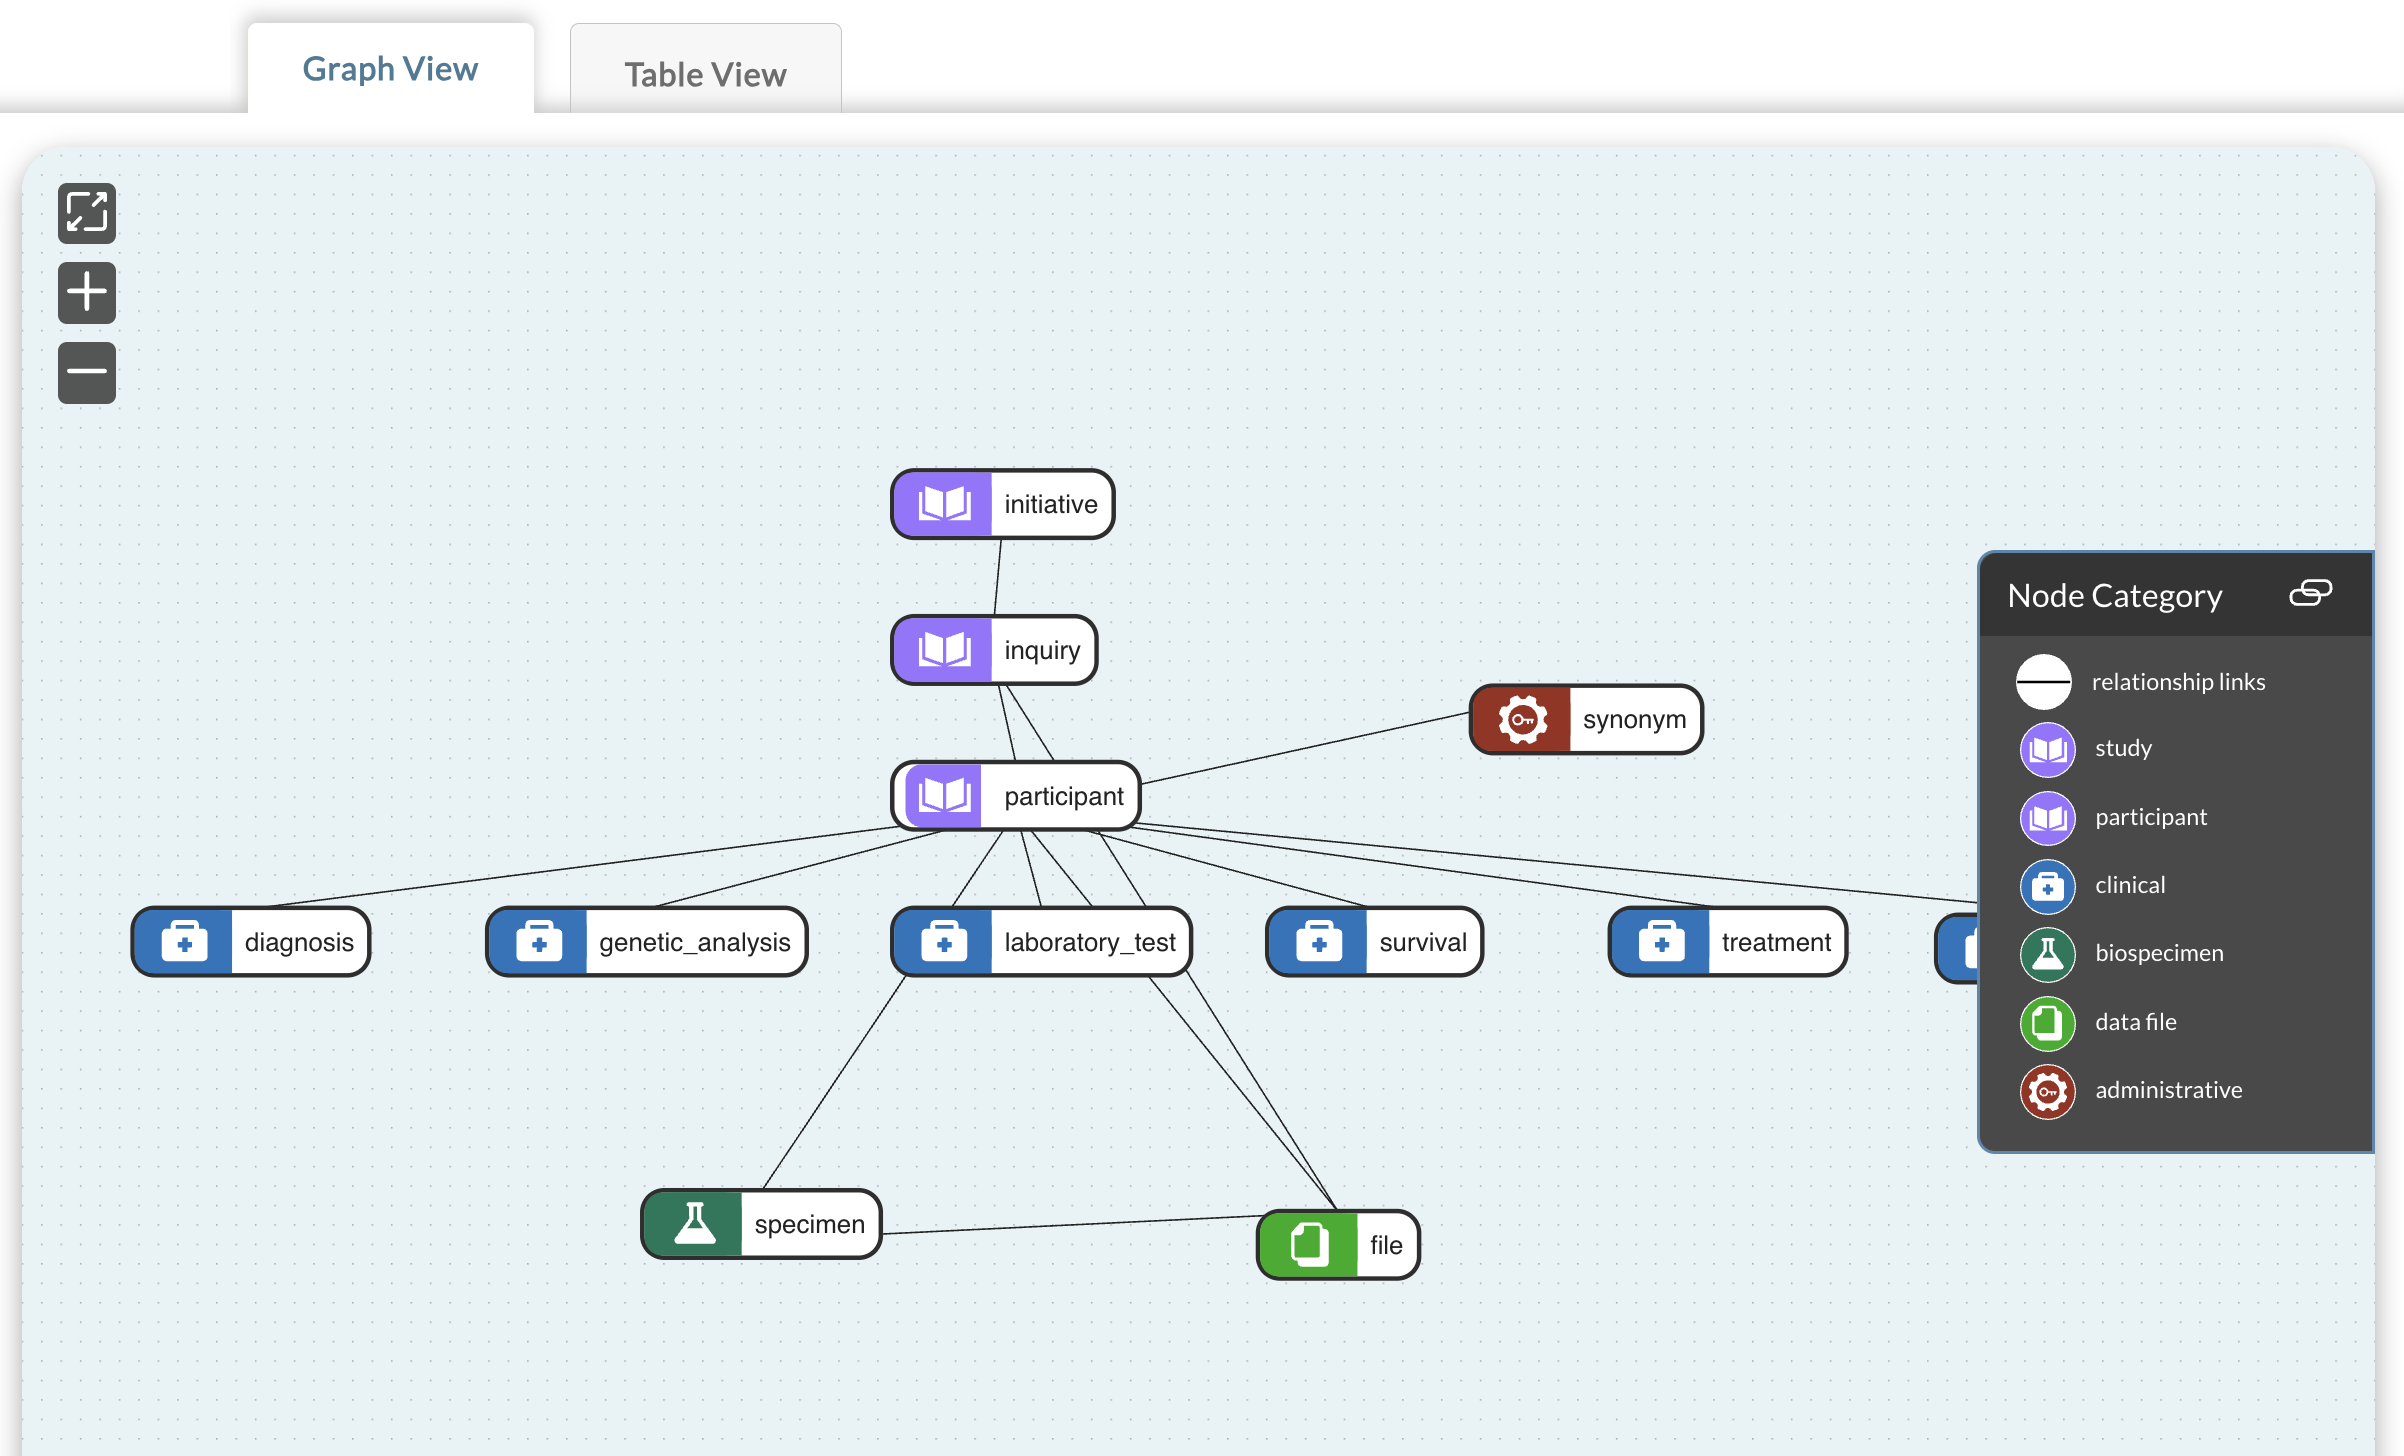 Graph View
Table View
initiative
inquiry
synonym
participant
diagnosis
genetic_analysis
laboratory_test
survival
treatment
specimen
file
Node Category
relationship links
study
participant
clinical
biospecimen
data file
administrative